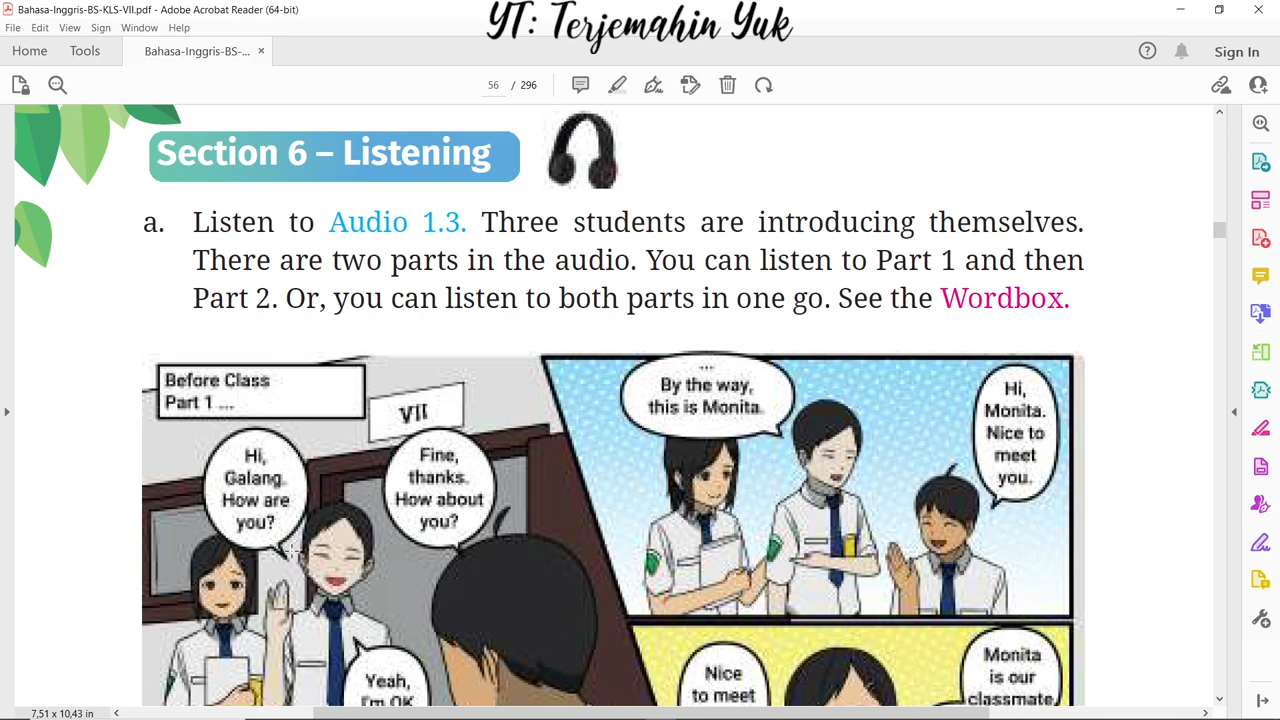 Bahasa-Inggris-BS-KLS-VII.pdf - Adobe Acrobat Reader (64-bit)
YT: Terjemahin Yuk
File Edit View Sign Window Help
Home Tools Bahasa-Inggris-BS-... × Sign In
56 / 296
Section 6 – Listening
a. Listen to Audio 1.3. Three students are introducing themselves.
There are two parts in the audio. You can listen to Part 1 and then
Part 2. Or, you can listen to both parts in one go. See the Wordbox.
Before Class
Part 1 ...
VII
Hi,
Galang.
How are
you?
Fine,
thanks.
How about
you?
Yeah,
I'm OK
...
By the way,
this is Monita.
Hi,
Monita.
Nice to
meet
you.
Nice
to meet
Monita
is our
classmate
7,51 x 10,43 in